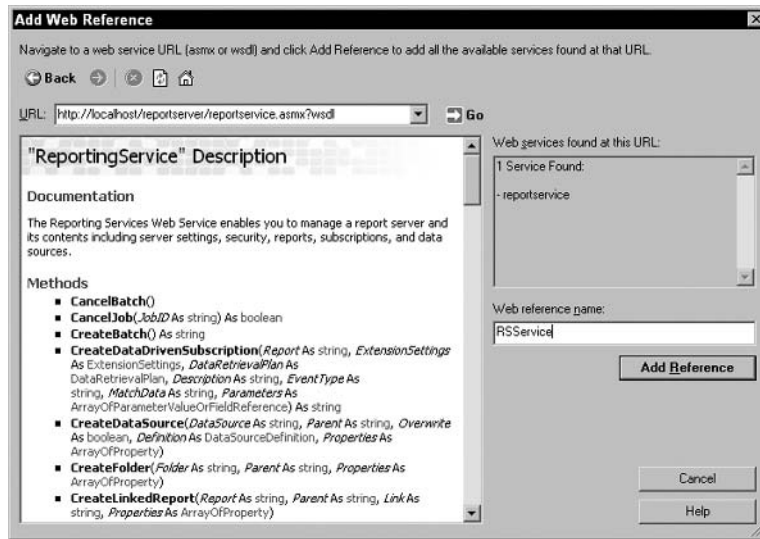 Add Web Reference
Navigate to a web service URL (asmx or wsdl) and click Add Reference to add all the available services found at that URL.
Back
URL: http://localhost/reportserver/reportservice.asmx?wsdl
Go
"ReportingService" Description
Documentation
The Reporting Services Web Service enables you to manage a report server and
its contents including server settings, security, reports, subscriptions, and data
sources.
Methods
CancelBatch()
CancelJob(JobID As string) As boolean
CreateBatch() As string
CreateDataDrivenSubscription(Report As string, ExtensionSettings
As ExtensionSettings, DataRetrievalPlan As
DataRetrievalPlan, Description As string, EventType As
string, MatchData As string, Parameters As
ArrayOfParameterValueOrFieldReference) As string
CreateDataSource(DataSource As string, Parent As string, Overwrite
As boolean, Definition As DataSourceDefinition, Properties As
ArrayOfProperty)
CreateFolder(Folder As string, Parent As string, Properties As
ArrayOfProperty)
CreateLinkedReport(Report As string, Parent As string, Link As
string, Properties As ArrayOfProperty)
Web services found at this URL:
1 Service Found:
- reportservice
Web reference name:
RSService
Add Reference
Cancel
Help